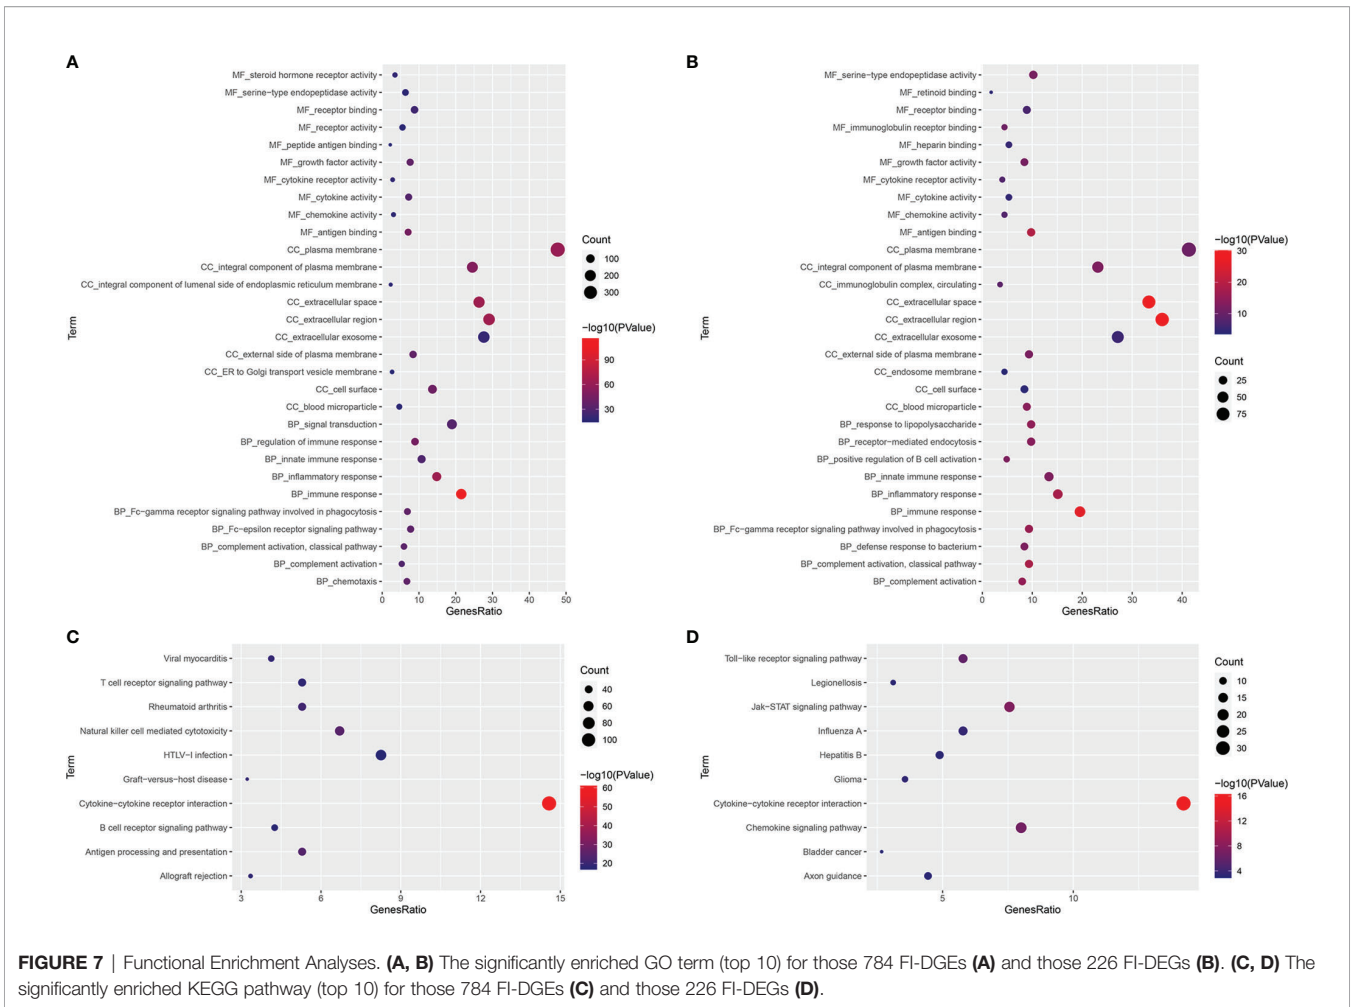 A
MF_steroid hormone receptor activity
MF_serine-type endopeptidase activity
MF_receptor binding
MF_receptor activity
MF_peptide antigen binding
MF_growth factor activity
MF_cytokine receptor activity
MF_cytokine activity
MF_chemokine activity
MF_antigen binding
CC_plasma membrane
CC_integral component of plasma membrane
CC_integral component of lumenal side of endoplasmic reticulum membrane
CC_extracellular space
CC_extracellular region
CC_extracellular exosome
CC_external side of plasma membrane
CC_ER to Golgi transport vesicle membrane
CC_cell surface
CC_blood microparticle
BP_signal transduction
BP_regulation of immune response
BP_innate immune response
BP_inflammatory response
BP_immune response
BP_Fc-gamma receptor signaling pathway involved in phagocytosis
BP_Fc-epsilon receptor signaling pathway
BP_complement activation, classical pathway
BP_complement activation
BP_chemotaxis
Term
0 10 20 30 40 50
GenesRatio
Count
100
200
300
-log10(PValue)
90
60
30
B
MF_serine-type endopeptidase activity
MF_retinoid binding
MF_receptor binding
MF_immunoglobulin receptor binding
MF_heparin binding
MF_growth factor activity
MF_cytokine receptor activity
MF_cytokine activity
MF_chemokine activity
MF_antigen binding
CC_plasma membrane
CC_integral component of plasma membrane
CC_immunoglobulin complex, circulating
CC_extracellular space
CC_extracellular region
CC_extracellular exosome
CC_external side of plasma membrane
CC_endosome membrane
CC_cell surface
CC_blood microparticle
BP_response to lipopolysaccharide
BP_receptor-mediated endocytosis
BP_positive regulation of B cell activation
BP_innate immune response
BP_inflammatory response
BP_immune response
BP_Fc-gamma receptor signaling pathway involved in phagocytosis
BP_defense response to bacterium
BP_complement activation, classical pathway
BP_complement activation
Term
0 10 20 30 40
GenesRatio
-log10(PValue)
30
20
10
Count
25
50
75
C
Viral myocarditis
T cell receptor signaling pathway
Rheumatoid arthritis
Natural killer cell mediated cytotoxicity
HTLV-I infection
Graft-versus-host disease
Cytokine-cytokine receptor interaction
B cell receptor signaling pathway
Antigen processing and presentation
Allograft rejection
Term
3 6 9 12 15
GenesRatio
Count
40
60
80
100
-log10(PValue)
60
50
40
30
20
D
Toll-like receptor signaling pathway
Legionellosis
Jak-STAT signaling pathway
Influenza A
Hepatitis B
Glioma
Cytokine-cytokine receptor interaction
Chemokine signaling pathway
Bladder cancer
Axon guidance
Term
5 10
GenesRatio
Count
10
15
20
25
30
-log10(PValue)
16
12
8
4
FIGURE 7 | Functional Enrichment Analyses. (A, B) The significantly enriched GO term (top 10) for those 784 FI-DGEs (A) and those 226 FI-DEGs (B). (C, D) The
significantly enriched KEGG pathway (top 10) for those 784 FI-DGEs (C) and those 226 FI-DEGs (D).